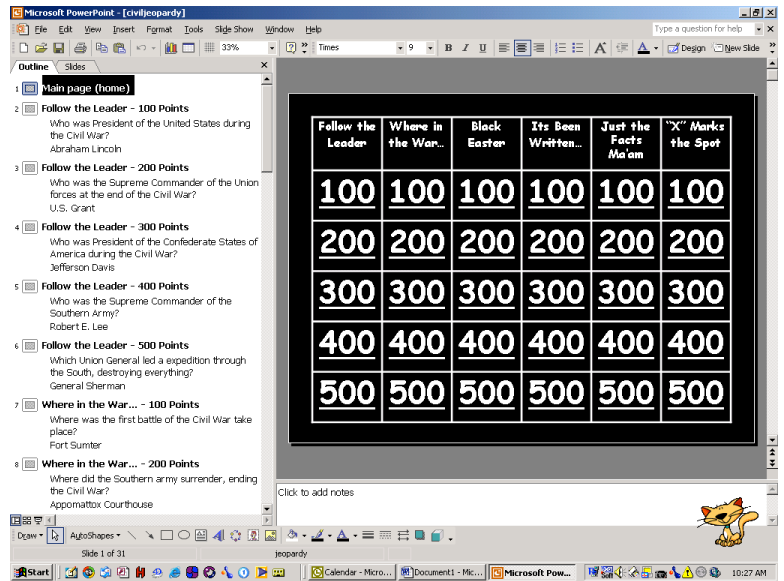 Microsoft PowerPoint - [civiljeopardy]
File Edit View Insert Format Tools Slide Show Window Help
Type a question for help
33%
Times
9
B I U
A
A
Design
New Slide
Outline
Slides
1 Main page (home)
2 Follow the Leader - 100 Points
Who was President of the United States during
the Civil War?
Abraham Lincoln
3 Follow the Leader - 200 Points
Who was the Supreme Commander of the Union
forces at the end of the Civil War?
U.S. Grant
4 Follow the Leader - 300 Points
Who was President of the Confederate States of
America during the Civil War?
Jefferson Davis
5 Follow the Leader - 400 Points
Who was the Supreme Commander of the
Southern Army?
Robert E. Lee
6 Follow the Leader - 500 Points
Which Union General led a expedition through
the South, destroying everything?
General Sherman
7 Where in the War... - 100 Points
Where was the first battle of the Civil War take
place?
Fort Sumter
8 Where in the War... - 200 Points
Where did the Southern army surrender, ending
the Civil War?
Appomattox Courthouse
Follow the Leader
Where in the War...
Black Easter
Its Been Written...
Just the Facts Ma'am
"X" Marks the Spot
100 100 100 100 100 100
200 200 200 200 200 200
300 300 300 300 300 300
400 400 400 400 400 400
500 500 500 500 500 500
Click to add notes
Draw
AutoShapes
Slide 1 of 31
jeopardy
Start
Calendar - Micro...
Document1 - Mic...
Microsoft Pow...
10:27 AM